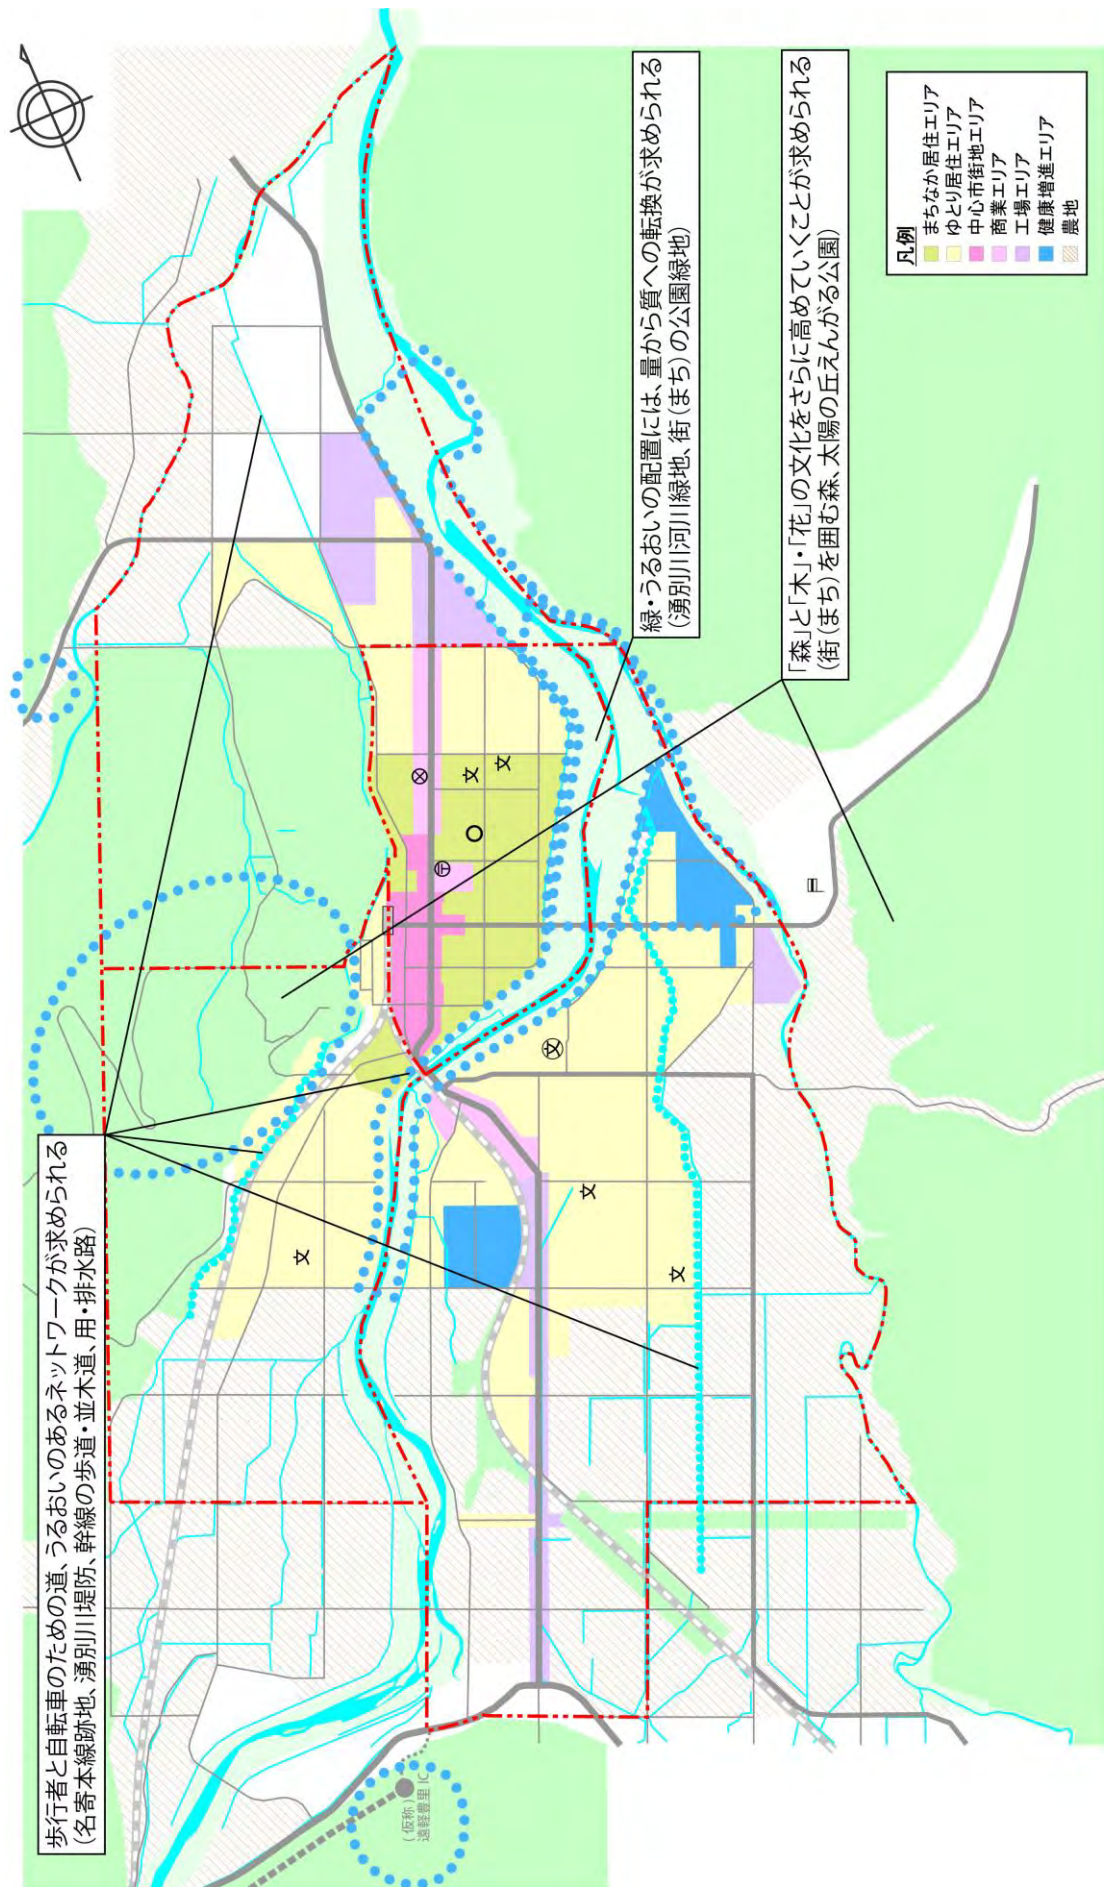 歩行者と自転車のための道、うるおいのあるネットワークが求められる
(名寄本線跡地、湧別川堤防、幹線の歩道・並木道、用・排水路)
緑・うるおいの配置には、量から質への転換が求められる
(湧別川河川緑地、街(まち)の公園緑地)
「森」と「木」・「花」の文化をさらに高めていくことが求められる
(街(まち)を囲む森、太陽の丘えんがる公園)
凡例
まちなか居住エリア
ゆとり居住エリア
中心市街地エリア
商業エリア
工場エリア
健康増進エリア
農地
(仮称)
遠軽豊里 IC
文
文
文
文
文
文